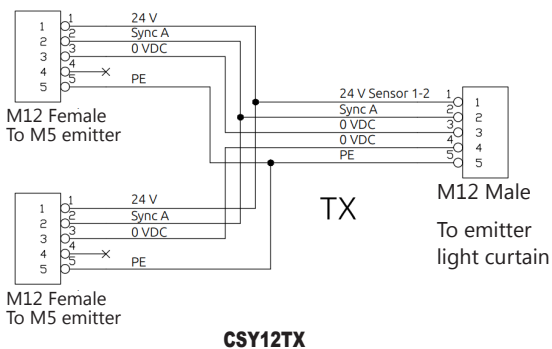 1 1 24 V
2 2 Sync A
3 3 0 VDC
4 4
5 5 PE
M12 Female
To M5 emitter
24 V Sensor 1-2 1 1
Sync A 2 2
0 VDC 3 3
0 VDC 4 4
PE 5 5
M12 Male
To emitter
light curtain
TX
1 1 24 V
2 2 Sync A
3 3 0 VDC
4 4
5 5 PE
M12 Female
To M5 emitter
CSY12TX